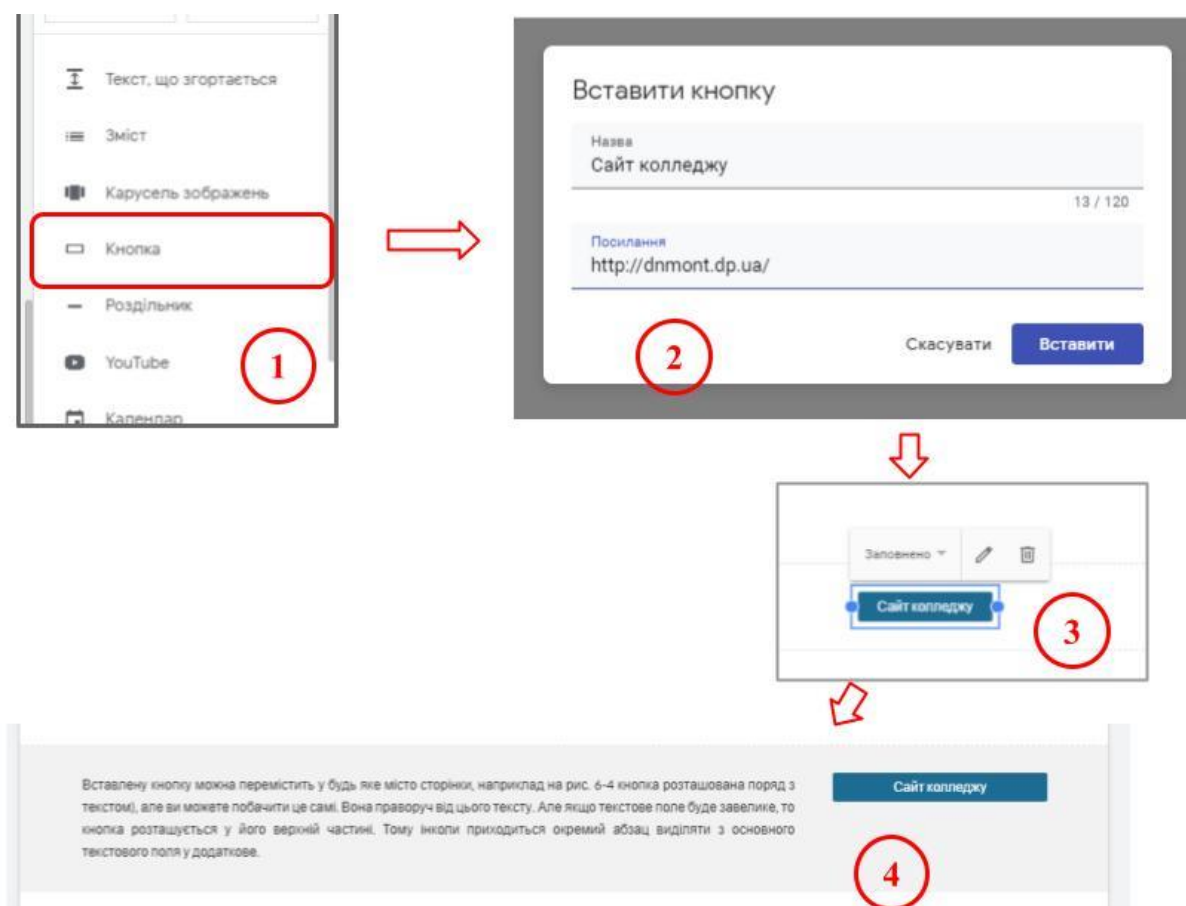 Текст, що згортається
Зміст
Карусель зображень
Кнопка
Роздільник
YouTube
Календар
1
Вставити кнопку
Назва
Сайт колледжу
13 / 120
Посилання
http://dnmont.dp.ua/
Скасувати
Вставити
2
Заповнено
Сайт колледжу
3
Вставлену кнопку можна перемістить у будь яке місто сторінки, наприклад на рис. 6-4 кнопка розташована поряд з
текстом), але ви можете побачити це самі. Вона праворуч від цього тексту. Але якщо текстове поле буде завелике, то
кнопка розташується у його верхній частині. Тому інколи приходиться окремий абзац виділяти з основного
текстового поля у додаткове.
Сайт колледжу
4